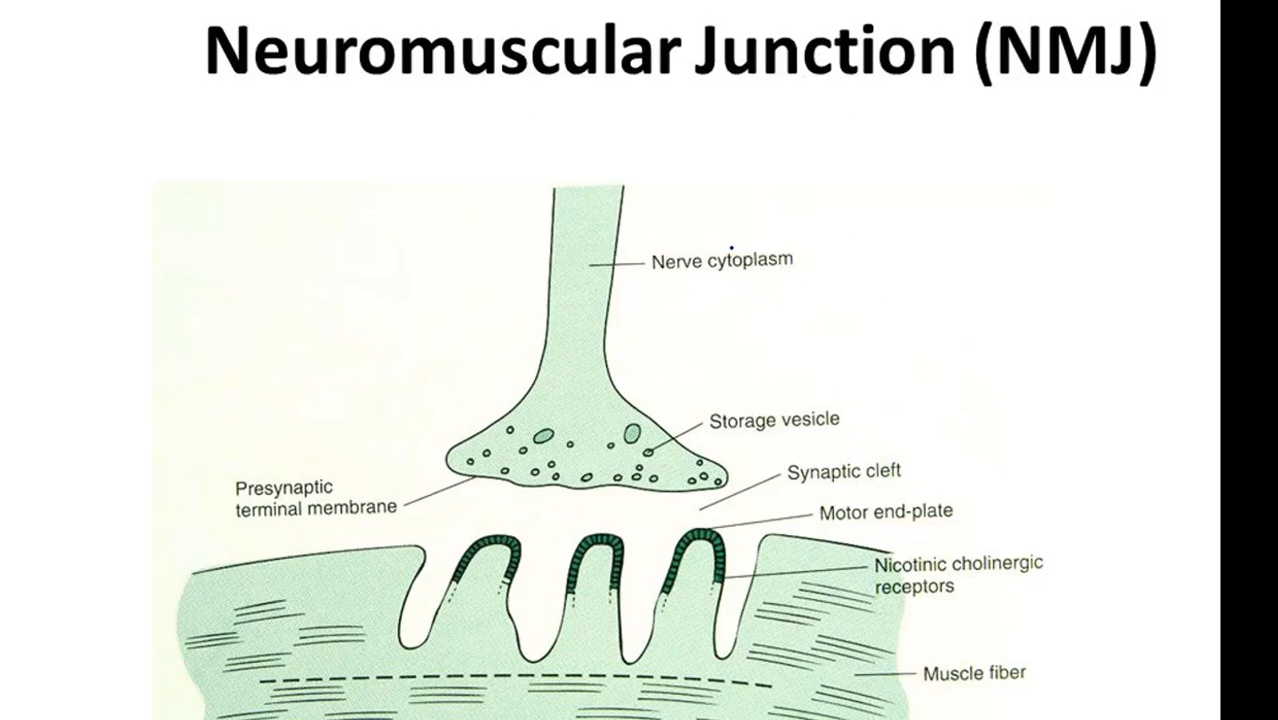 Neuromuscular Junction (NMJ)
Nerve cytoplasm
Storage vesicle
Synaptic cleft
Presynaptic
terminal membrane
Motor end-plate
Nicotinic cholinergic
receptors
Muscle fiber